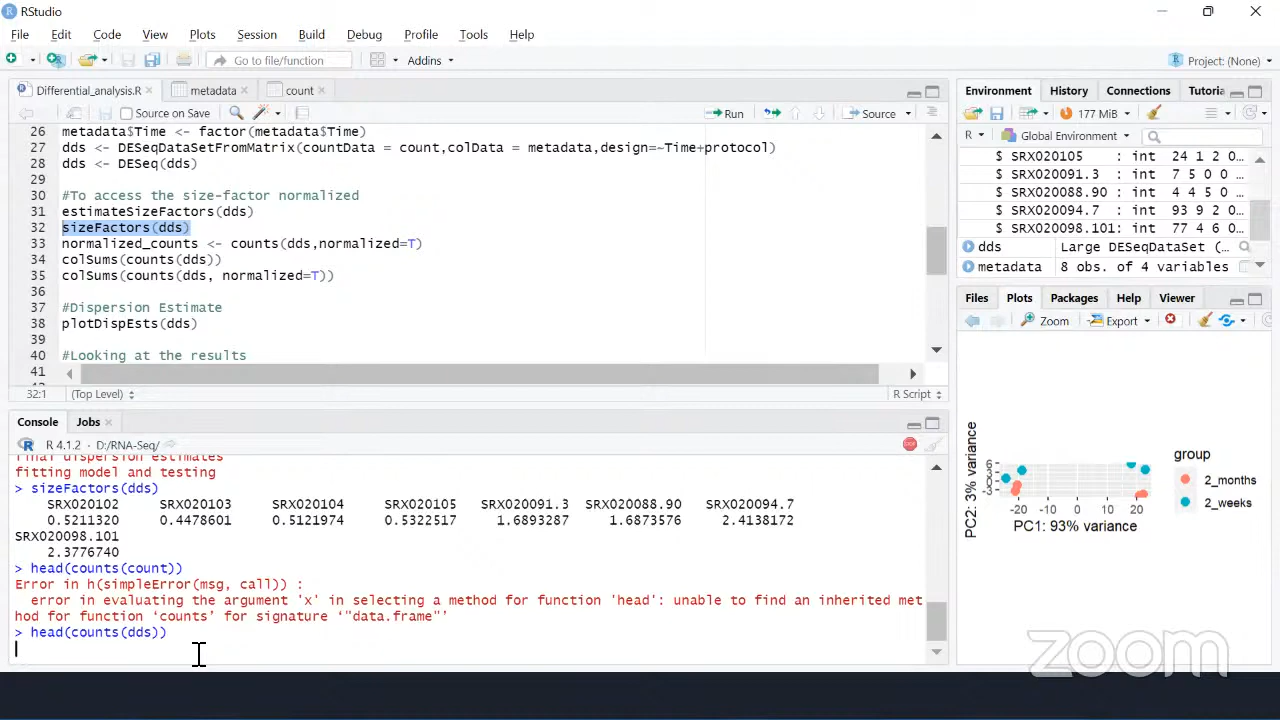 RStudio
File Edit Code View Plots Session Build Debug Profile Tools Help
Go to file/function Addins Project: (None)
Differential_analysis.R metadata count
Source on Save Run Source
26 metadata$Time <- factor(metadata$Time)
27 dds <- DESeqDataSetFromMatrix(countData = count,colData = metadata,design=~Time+protocol)
28 dds <- DESeq(dds)
29
30 #To access the size-factor normalized
31 estimateSizeFactors(dds)
32 sizeFactors(dds)
33 normalized_counts <- counts(dds,normalized=T)
34 colSums(counts(dds))
35 colSums(counts(dds, normalized=T))
36
37 #Dispersion Estimate
38 plotDispEsts(dds)
39
40 #Looking at the results
41
32:1 (Top Level) R Script
Console Jobs
R 4.1.2 · D:/RNA-Seq/
final dispersion estimates
fitting model and testing
> sizeFactors(dds)
SRX020102 SRX020103 SRX020104 SRX020105 SRX020091.3 SRX020088.90 SRX020094.7
0.5211320 0.4478601 0.5121974 0.5322517 1.6893287 1.6873576 2.4138172
SRX020098.101
2.3776740
> head(counts(count))
Error in h(simpleError(msg, call)) :
error in evaluating the argument 'x' in selecting a method for function 'head': unable to find an inherited met
hod for function ‘counts’ for signature ‘"data.frame"’
> head(counts(dds))
Environment History Connections Tutoria
177 MiB
R Global Environment
$ SRX020105 : int 24 1 2 0…
$ SRX020091.3 : int 7 5 0 0…
$ SRX020088.90 : int 4 4 5 0…
$ SRX020094.7 : int 93 9 2 0…
$ SRX020098.101: int 77 4 6 0…
dds Large DESeqDataSet (…
metadata 8 obs. of 4 variables
Files Plots Packages Help Viewer
Zoom Export
PC2: 3% variance
6
3
0
-3
-20 -10 0 10 20
PC1: 93% variance
group
2_months
2_weeks
zoom